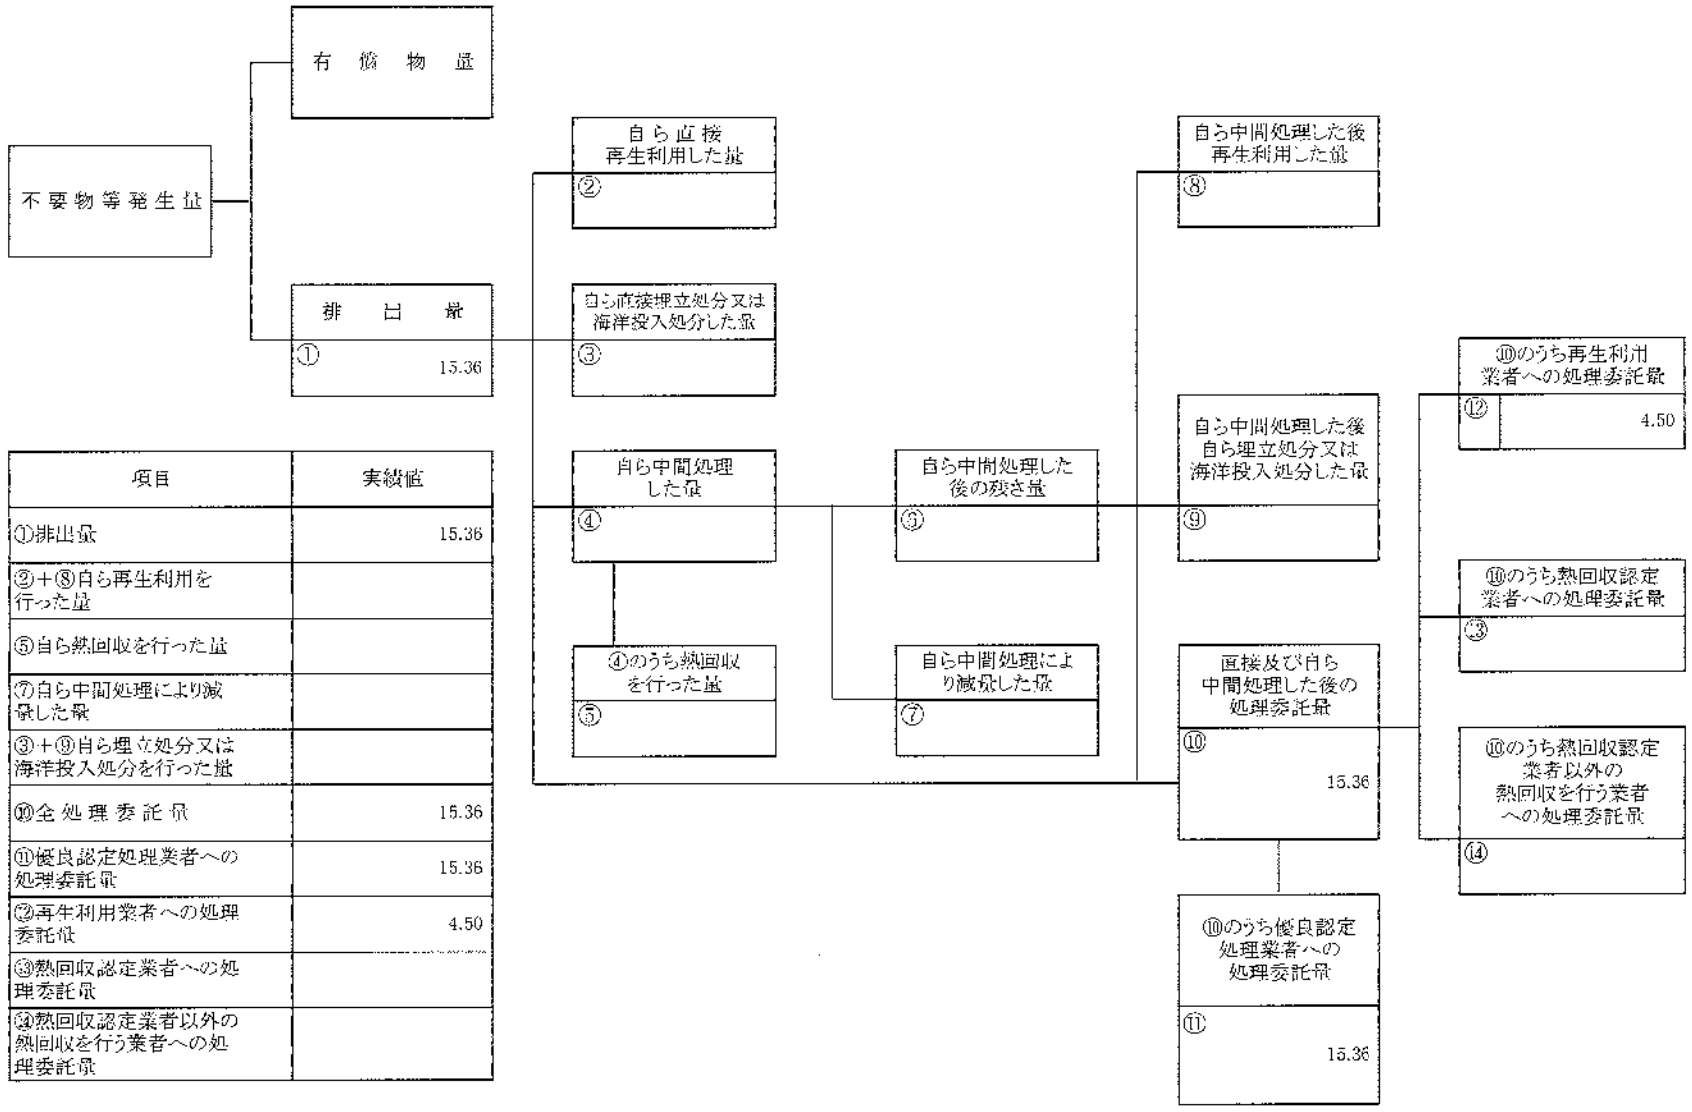 有償物量
不要物等発生量
排出量
①
15.36
自ら直接
再生利用した量
②
自ら直接埋立処分又は
海洋投入処分した量
③
自ら中間処理
した量
④
④のうち熱回収
を行った量
⑤
自ら中間処理した
後の残さ量
⑥
自ら中間処理によ
り減量した量
⑦
自ら中間処理した後
再生利用した量
⑧
自ら中間処理した後
自ら埋立処分又は
海洋投入処分した量
⑨
直接及び自ら
中間処理した後の
処理委託量
⑩
15.36
⑩のうち優良認定
処理業者への
処理委託量
⑪
15.36
⑩のうち再生利用
業者への処理委託量
⑫
4.50
⑩のうち熱回収認定
業者への処理委託量
⑬
⑩のうち熱回収認定
業者以外の
熱回収を行う業者
への処理委託量
⑭
項目 実績値
①排出量 15.36
②+⑧自ら再生利用を
行った量
⑤自ら熱回収を行った量
⑦自ら中間処理により減
量した量
③+⑨自ら埋立処分又は
海洋投入処分を行った量
⑩全処理委託量 15.36
⑪優良認定処理業者への
処理委託量 15.36
⑫再生利用業者への処理
委託量 4.50
⑬熱回収認定業者への処
理委託量
⑭熱回収認定業者以外の
熱回収を行う業者への処
理委託量